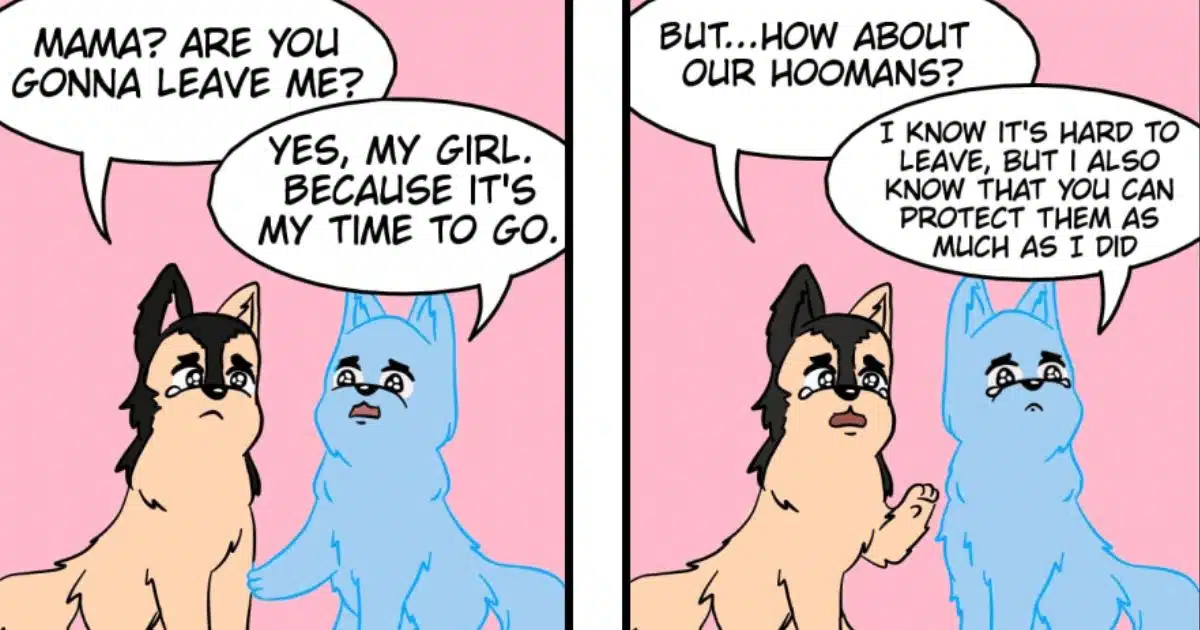 MAMA? ARE YOU
GONNA LEAVE ME?
YES, MY GIRL.
BECAUSE IT'S
MY TIME TO GO.
BUT...HOW ABOUT
OUR HOOMANS?
I KNOW IT'S HARD TO
LEAVE, BUT I ALSO
KNOW THAT YOU CAN
PROTECT THEM AS
MUCH AS I DID